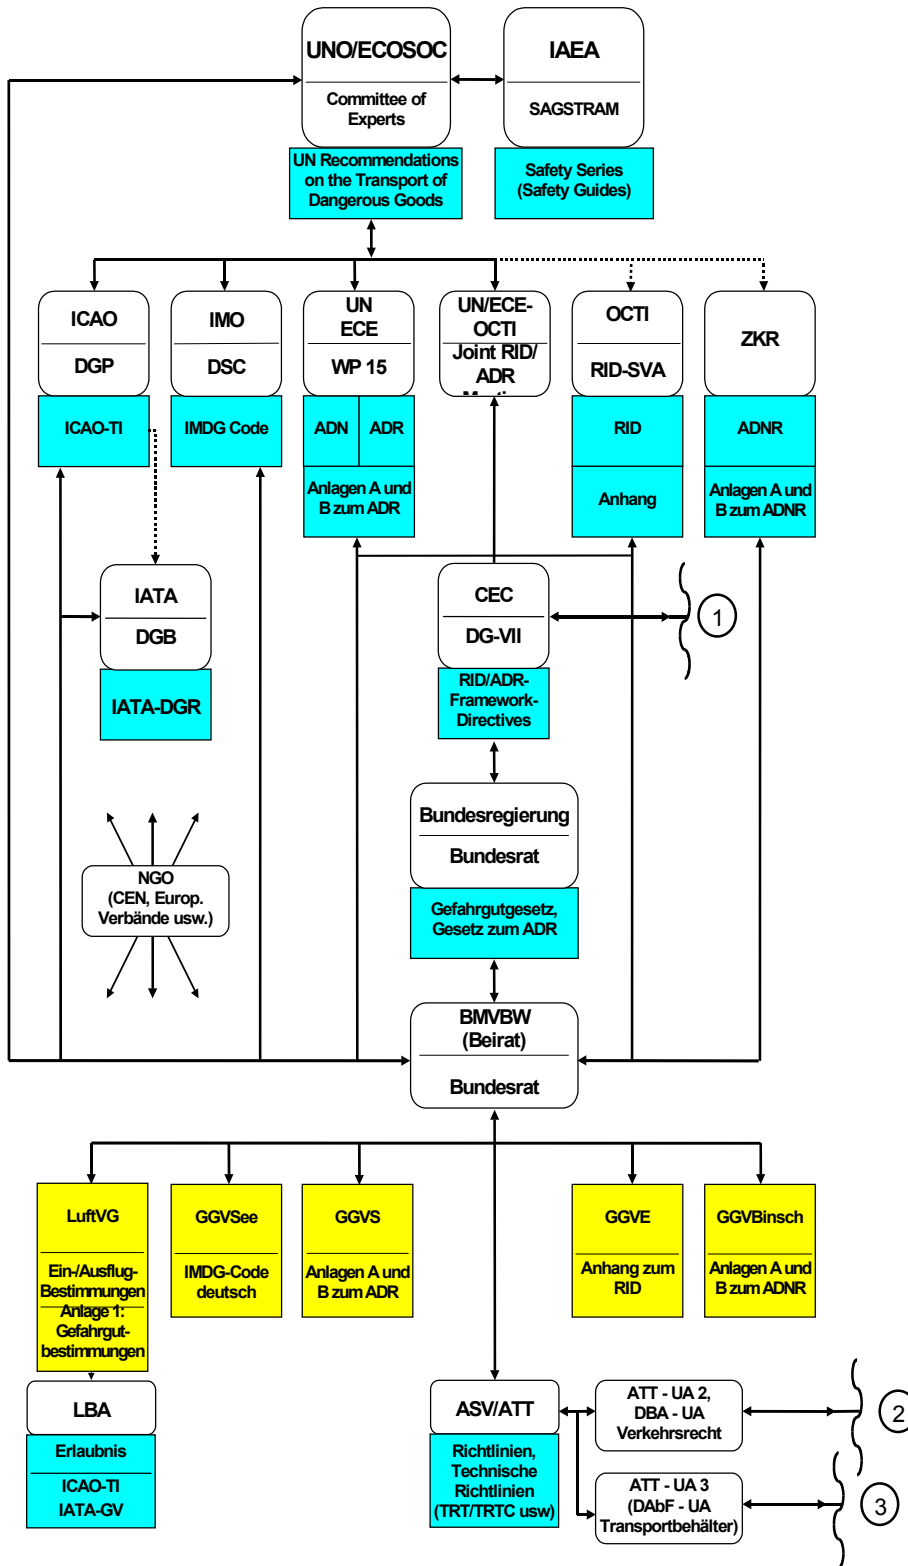 UNO/ECOSOC
Committee of
Experts
UN Recommendations
on the Transport of
Dangerous Goods
IAEA
SAGSTRAM
Safety Series
(Safety Guides)
ICAO
DGP
ICAO-TI
IMO
DSC
IMDG Code
UN
ECE
WP 15
ADN
ADR
Anlagen A und
B zum ADR
UN/ECE-
OCTI
Joint RID/
ADR
OCTI
RID-SVA
RID
Anhang
ZKR
ADNR
Anlagen A und
B zum ADNR
IATA
DGB
IATA-DGR
CEC
DG-VII
RID/ADR-
Framework-
Directives
1
Bundesregierung
Bundesrat
Gefahrgutgesetz,
Gesetz zum ADR
NGO
(CEN, Europ.
Verbände usw.)
BMVBW
(Beirat)
Bundesrat
LuftVG
Ein-/Ausflug-
Bestimmungen
Anlage 1:
Gefahrgut-
bestimmungen
GGVSee
IMDG-Code
deutsch
GGVS
Anlagen A und
B zum ADR
GGVE
Anhang zum
RID
GGVBinsch
Anlagen A und
B zum ADNR
LBA
Erlaubnis
ICAO-TI
IATA-GV
ASV/ATT
Richtlinien,
Technische
Richtlinien
(TRT/TRTC usw)
ATT - UA 2,
DBA - UA
Verkehrsrecht
2
ATT - UA 3
(DAbF - UA
Transportbehälter)
3